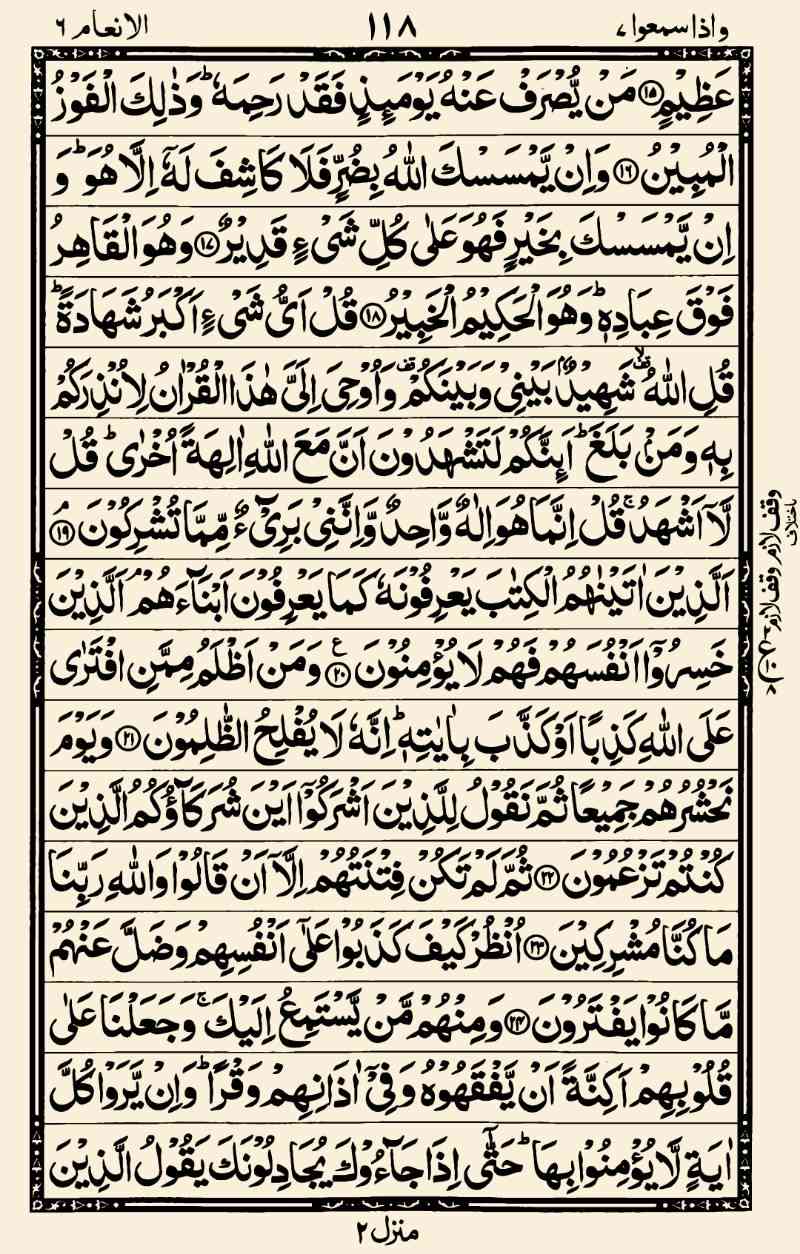 واذا سمعوا ٧
١١٨
الانعام ٦
عَظِيْمٍ ﴿١٥﴾ مَنْ يُّصْرَفْ عَنْهُ يَوْمَئِذٍ فَقَدْ رَحِمَهٗ ؕ وَذٰلِكَ الْفَوْزُ
الْمُبِيْنُ ﴿١٦﴾ وَاِنْ يَّمْسَسْكَ اللّٰهُ بِضُرٍّ فَلَا كَاشِفَ لَهٗۤ اِلَّا هُوَ ؕ وَ
اِنْ يَّمْسَسْكَ بِخَيْرٍ فَهُوَ عَلٰى كُلِّ شَىْءٍ قَدِيْرٌ ﴿١٧﴾ وَهُوَ الْقَاهِرُ
فَوْقَ عِبَادِهٖ ؕ وَهُوَ الْحَكِيْمُ الْخَبِيْرُ ﴿١٨﴾ قُلْ اَىُّ شَىْءٍ اَكْبَرُ شَهَادَةً ؕ
قُلِ اللّٰهُ ۙ۫ شَهِيْدٌۢ بَيْنِىْ وَبَيْنَكُمْ ۫ وَاُوْحِىَ اِلَىَّ هٰذَا الْقُرْاٰنُ لِاُنْذِرَكُمْ
بِهٖ وَمَنْۢ بَلَغَ ؕ اَئِنَّكُمْ لَتَشْهَدُوْنَ اَنَّ مَعَ اللّٰهِ اٰلِهَةً اُخْرٰى ؕ قُلْ
لَّاۤ اَشْهَدُ ۚ قُلْ اِنَّمَا هُوَ اِلٰهٌ وَّاحِدٌ وَّاِنَّنِىْ بَرِىْٓءٌ مِّمَّا تُشْرِكُوْنَ ۘ﴿١٩﴾
اَلَّذِيْنَ اٰتَيْنٰهُمُ الْكِتٰبَ يَعْرِفُوْنَهٗ كَمَا يَعْرِفُوْنَ اَبْنَآءَهُمْ ۘ اَلَّذِيْنَ
خَسِرُوْۤا اَنْفُسَهُمْ فَهُمْ لَا يُؤْمِنُوْنَ ﴿٢٠﴾ع وَمَنْ اَظْلَمُ مِمَّنِ افْتَرٰى
عَلَى اللّٰهِ كَذِبًا اَوْ كَذَّبَ بِاٰيٰتِهٖ ؕ اِنَّهٗ لَا يُفْلِحُ الظّٰلِمُوْنَ ﴿٢١﴾ وَيَوْمَ
نَحْشُرُهُمْ جَمِيْعًا ثُمَّ نَقُوْلُ لِلَّذِيْنَ اَشْرَكُوْۤا اَيْنَ شُرَكَآؤُكُمُ الَّذِيْنَ
كُنْتُمْ تَزْعُمُوْنَ ﴿٢٢﴾ ثُمَّ لَمْ تَكُنْ فِتْنَتُهُمْ اِلَّاۤ اَنْ قَالُوْا وَاللّٰهِ رَبِّنَا
مَا كُنَّا مُشْرِكِيْنَ ﴿٢٣﴾ اُنْظُرْ كَيْفَ كَذَبُوْا عَلٰٓى اَنْفُسِهِمْ وَضَلَّ عَنْهُمْ
مَّا كَانُوْا يَفْتَرُوْنَ ﴿٢٤﴾ وَمِنْهُمْ مَّنْ يَّسْتَمِعُ اِلَيْكَ ۚ وَجَعَلْنَا عَلٰى
قُلُوْبِهِمْ اَكِنَّةً اَنْ يَّفْقَهُوْهُ وَفِىْۤ اٰذَانِهِمْ وَقْرًا ؕ وَاِنْ يَّرَوْا كُلَّ
اٰيَةٍ لَّا يُؤْمِنُوْا بِهَا ؕ حَتّٰٓى اِذَا جَآءُوْكَ يُجَادِلُوْنَكَ يَقُوْلُ الَّذِيْنَ
وقف لازم
باختلاف
وقف لازم
منزل ٢